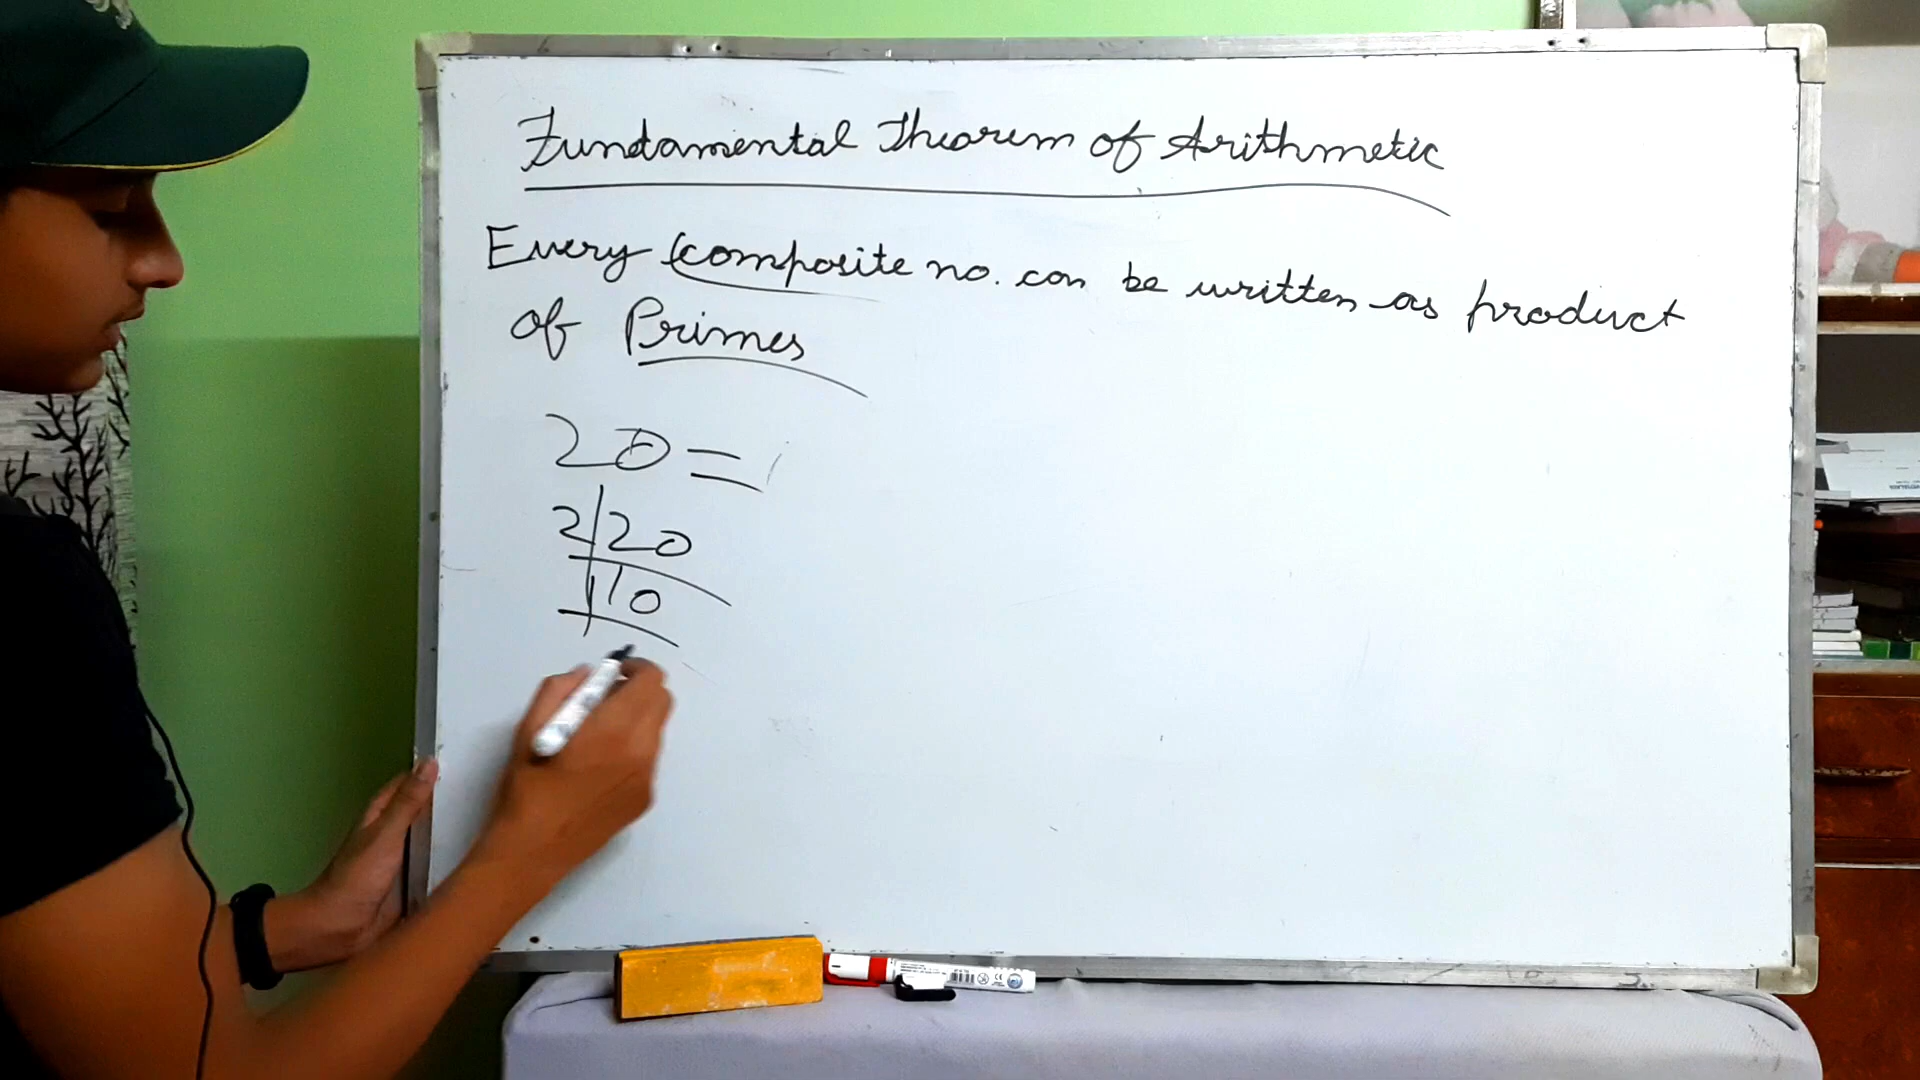 Fundamental Theorem of Arithmetic
Every composite no. can be written as product
of Primes
20 =
2 20
10